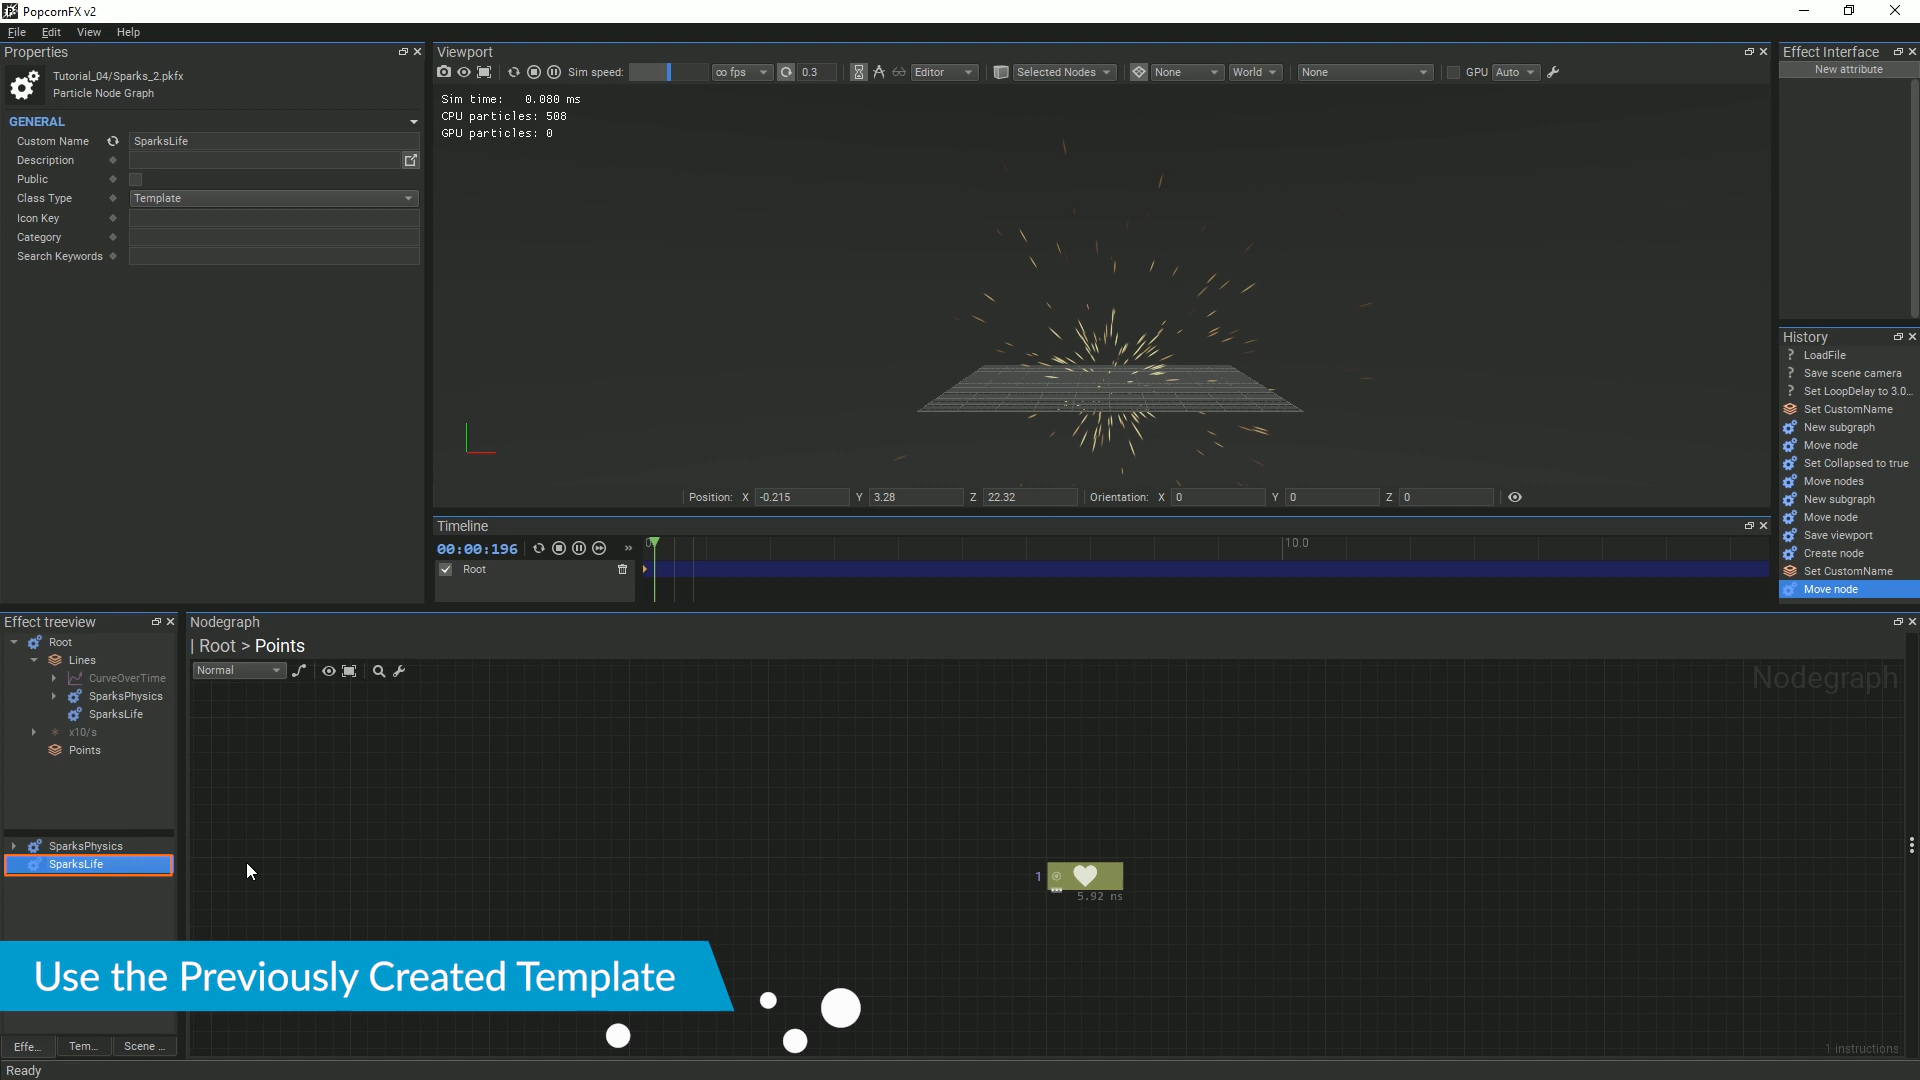 PopcornFX v2
File Edit View Help
Properties
Tutorial_04/Sparks_2.pkfx
Particle Node Graph
GENERAL
Custom Name SparksLife
Description
Public
Class Type Template
Icon Key
Category
Search Keywords
Viewport
Sim speed: ∞ fps 0.3 Editor Selected Nodes None World None GPU Auto
Sim time: 0.080 ms
CPU particles: 508
GPU particles: 0
Position: X -0.215 Y 3.28 Z 22.32 Orientation: X 0 Y 0 Z 0
Timeline
00:00:196 » 0 10.0
Root
Effect Interface
New attribute
History
? LoadFile
? Save scene camera
? Set LoopDelay to 3.0...
Set CustomName
New subgraph
Move node
Set Collapsed to true
Move nodes
New subgraph
Move node
Save viewport
Create node
Set CustomName
Move node
Effect treeview
Root
Lines
CurveOverTime
SparksPhysics
SparksLife
x10/s
Points
SparksPhysics
SparksLife
Effe... Tem... Scene ...
Nodegraph
| Root > Points
Normal
Nodegraph
1
5.92 ns
1 instructions
Use the Previously Created Template
Ready